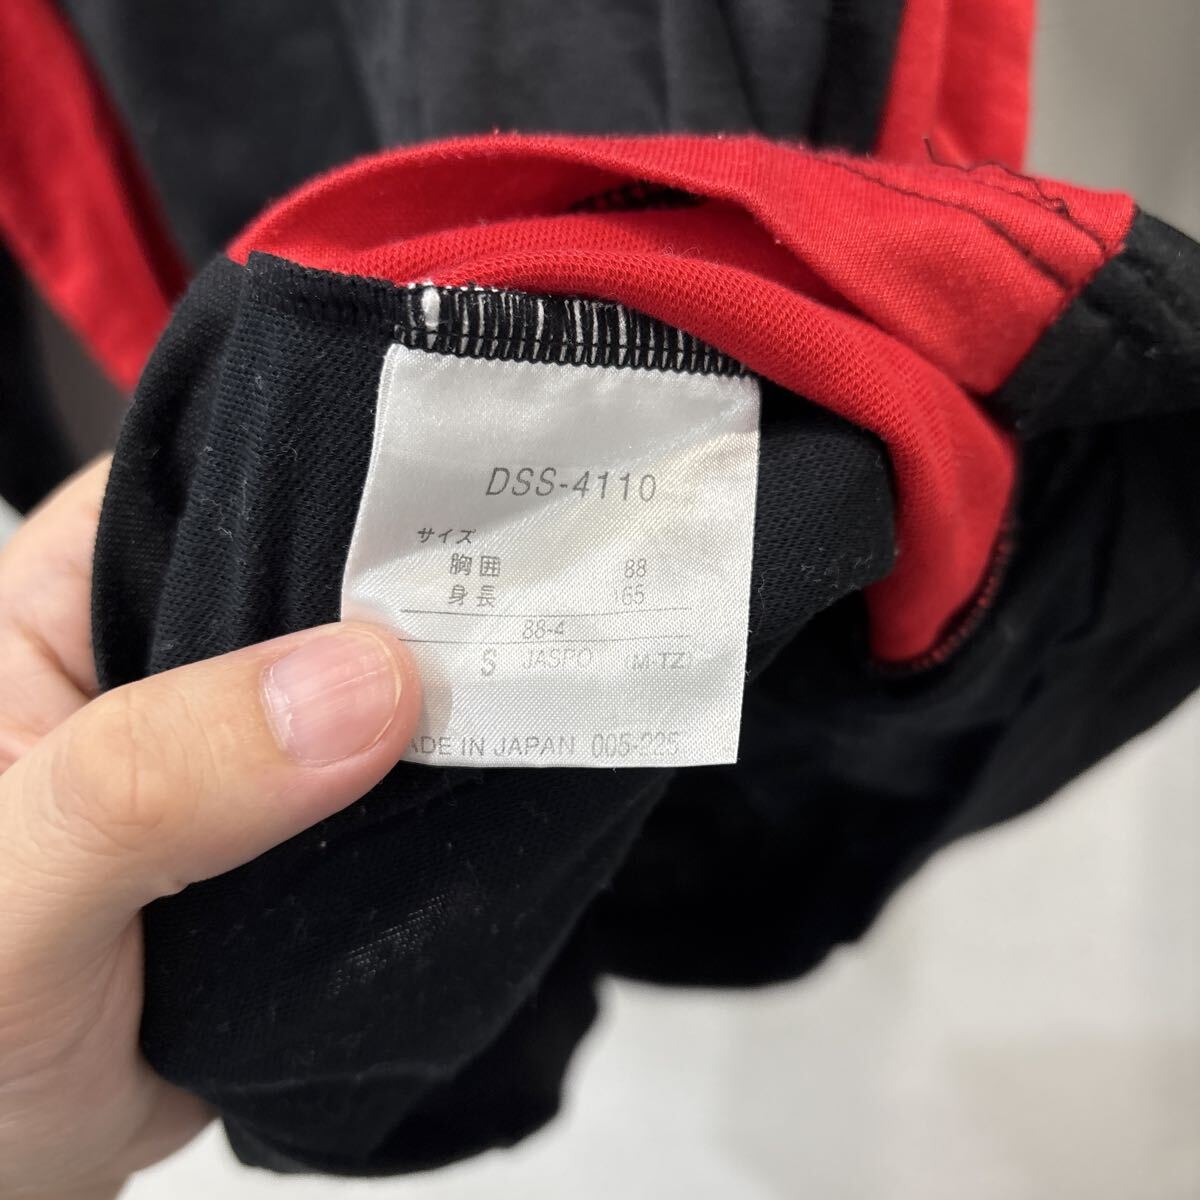 DSS-4110
サイズ
胸囲 88
身長 165
88-4
S JASPO (M-TZ)
ADE IN JAPAN 005-225